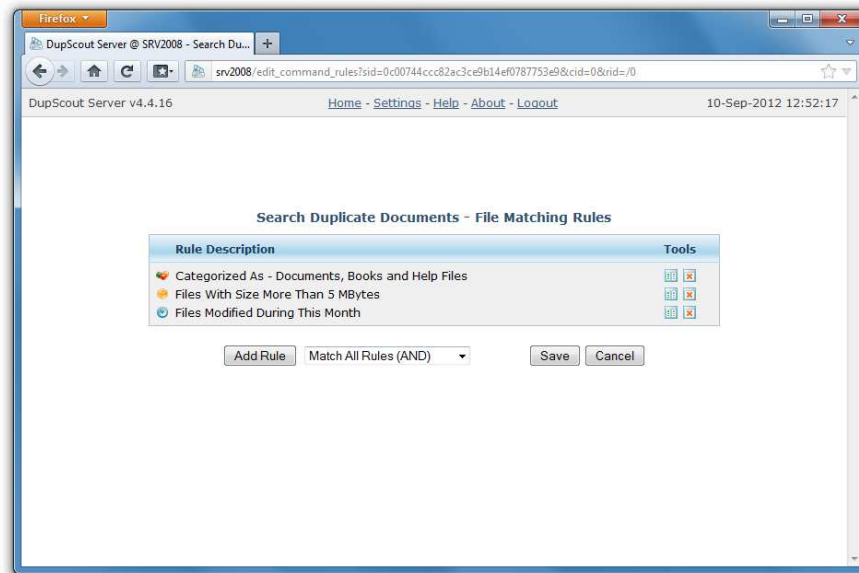 Firefox
DupScout Server @ SRV2008 - Search Du...
srv2008/edit_command_rules?sid=0c00744ccc82ac3ce9b14ef0787753e9&cid=0&rid=/0
DupScout Server v4.4.16 Home - Settings - Help - About - Logout 10-Sep-2012 12:52:17
Search Duplicate Documents - File Matching Rules
Rule Description Tools
Categorized As - Documents, Books and Help Files
Files With Size More Than 5 MBytes
Files Modified During This Month
Add Rule Match All Rules (AND) Save Cancel